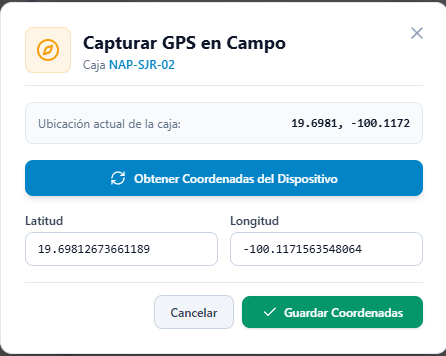 Capturar GPS en Campo
Caja NAP-SJR-02
Ubicación actual de la caja: 19.6981, -100.1172
Obtener Coordenadas del Dispositivo
Latitud Longitud
19.69812673661189 -100.1171563548064
Cancelar Guardar Coordenadas